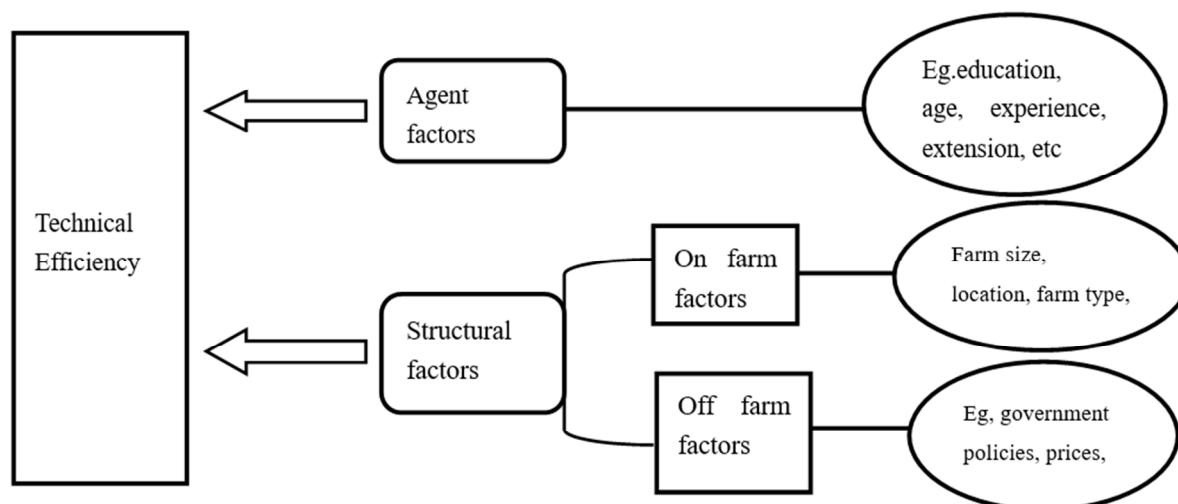 Technical
Efficiency
Agent
factors
Eg.education,
age, experience,
extension, etc
Structural
factors
On farm
factors
Farm size,
location, farm type,
Off farm
factors
Eg, government
policies, prices,